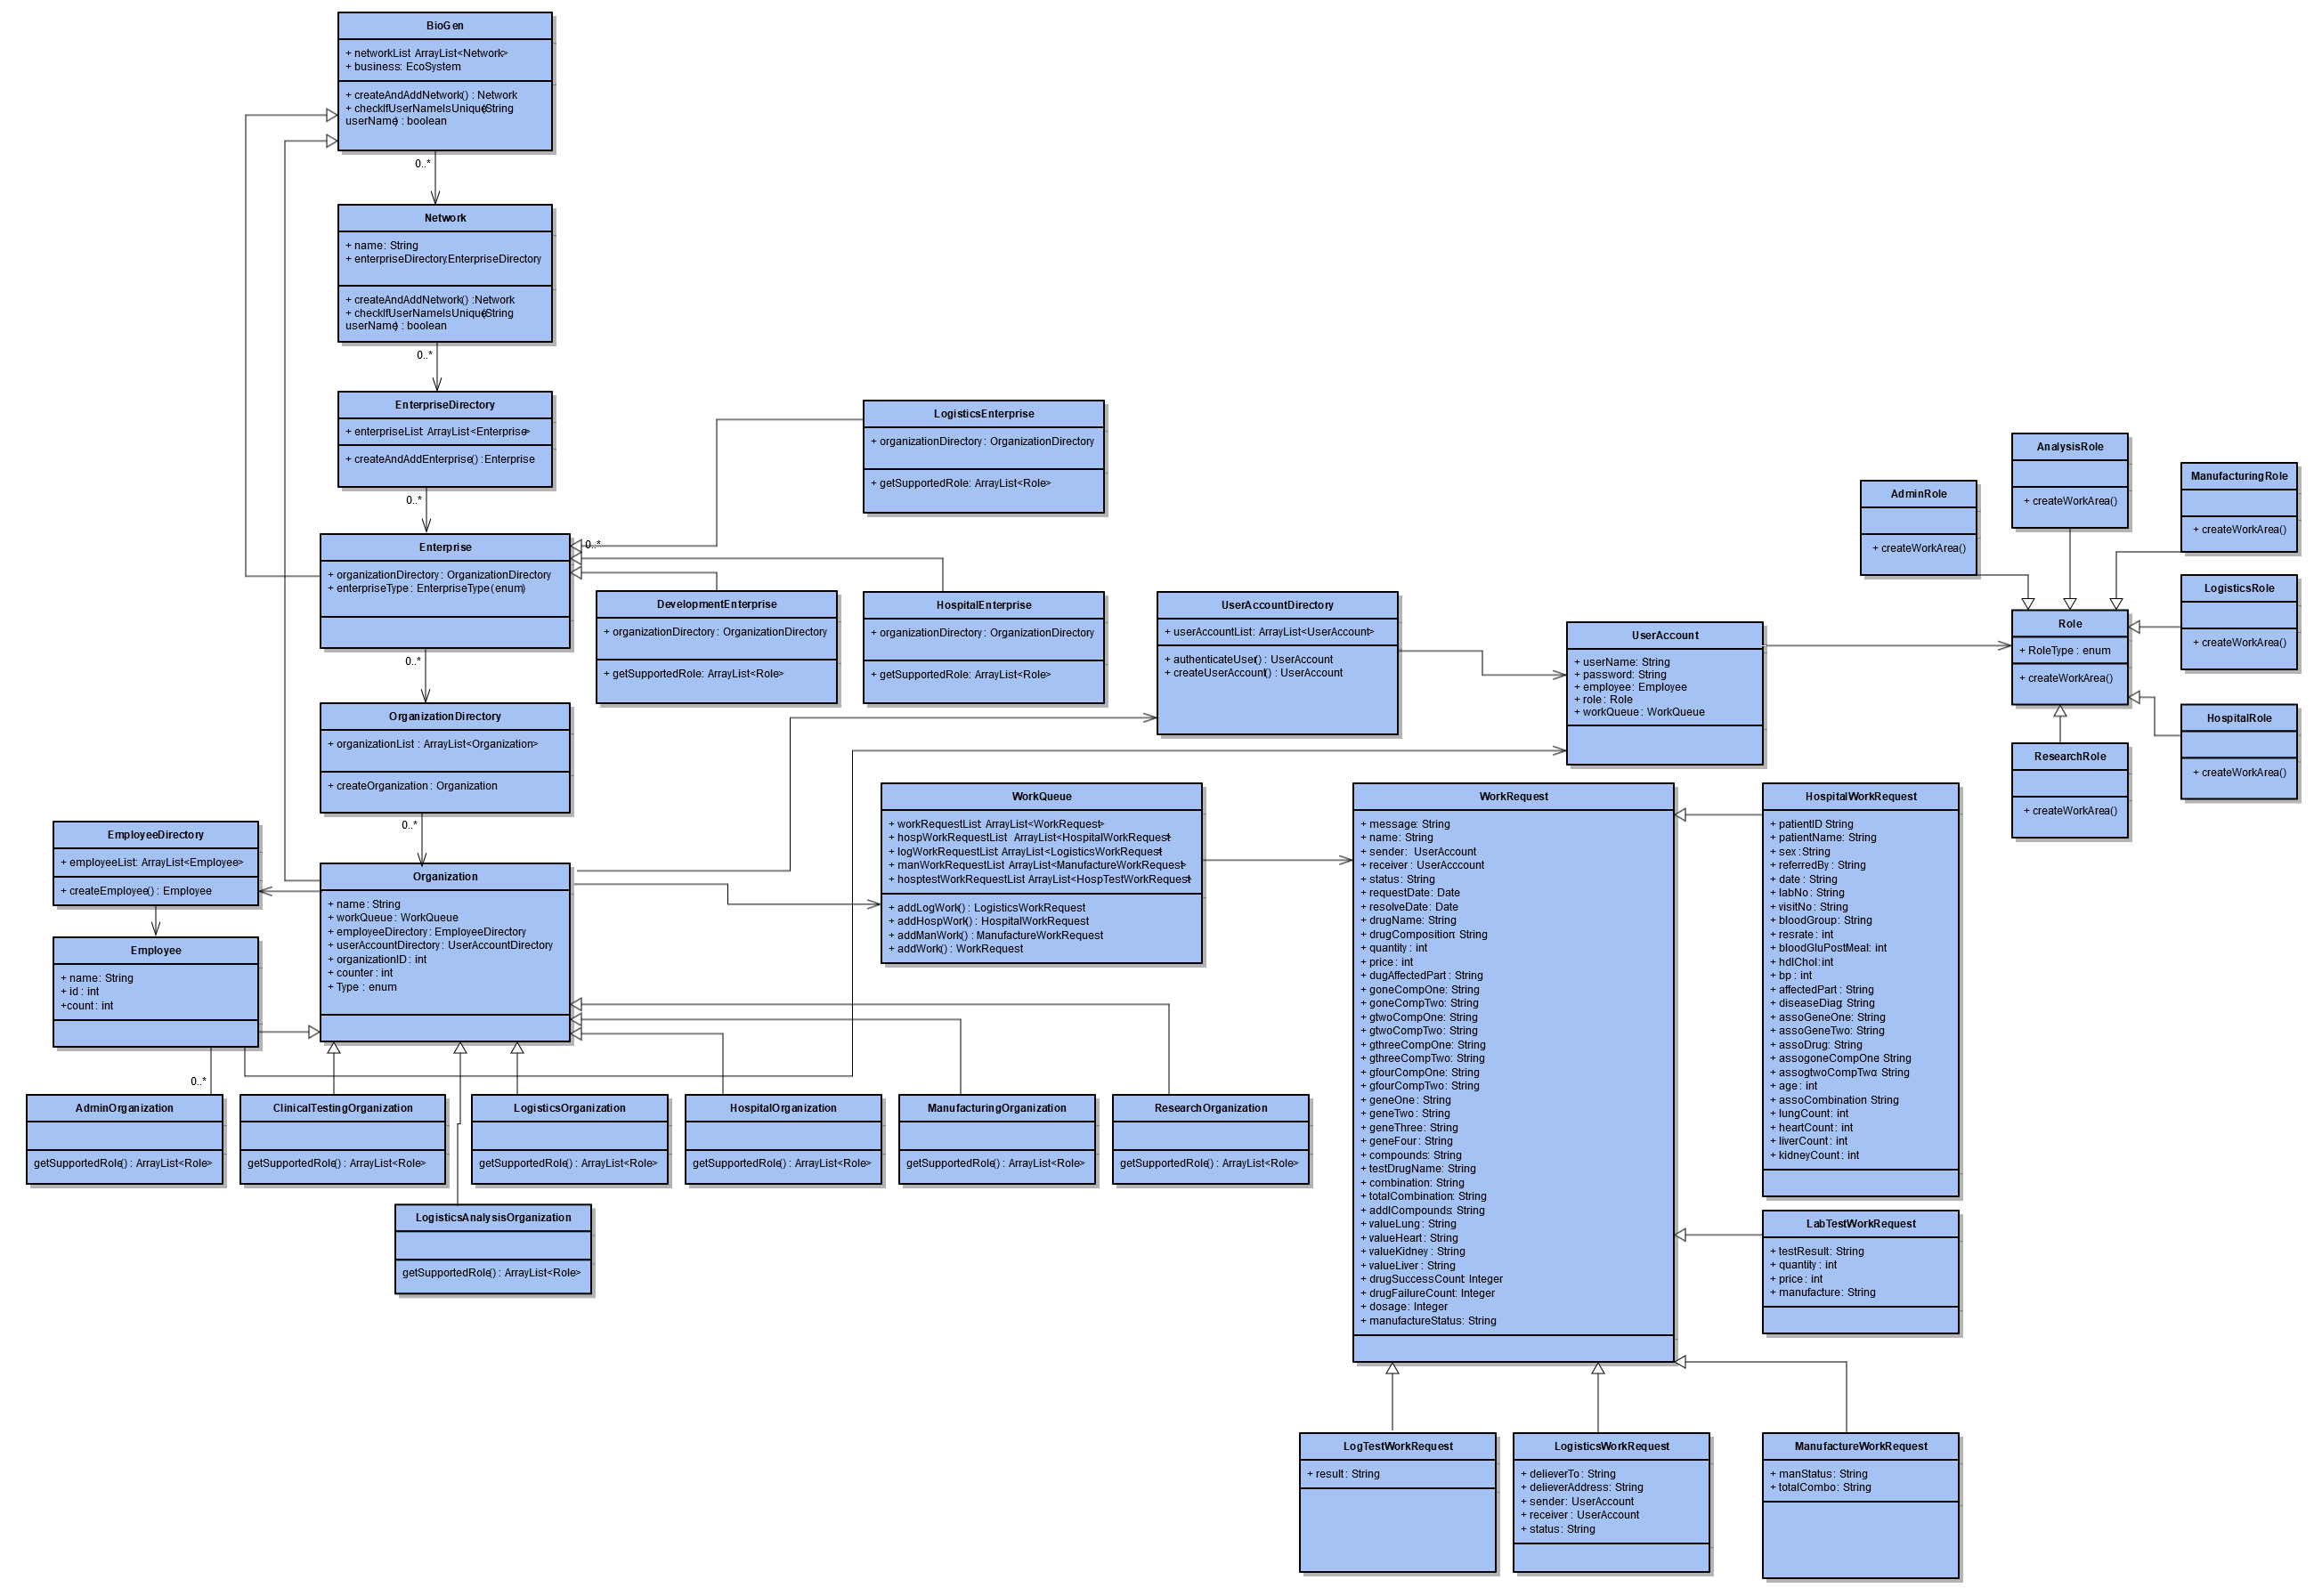 BioGen
+ networkList: ArrayList<Network>
+ business: EcoSystem
+ createAndAddNetwork() : Network
+ checkIfUserNameIsUnique(String
userName) : boolean
0..*
Network
+ name: String
+ enterpriseDirectory:EnterpriseDirectory
+ createAndAddNetwork() :Network
+ checkIfUserNameIsUnique(String
userName) : boolean
0..*
EnterpriseDirectory
+ enterpriseList: ArrayList<Enterprise>
+ createAndAddEnterprise() :Enterprise
0..*
Enterprise
+ organizationDirectory : OrganizationDirectory
+ enterpriseType : EnterpriseType(enum)
0..*
0..*
LogisticsEnterprise
+ organizationDirectory : OrganizationDirectory
+ getSupportedRole: ArrayList<Role>
DevelopmentEnterprise
+ organizationDirectory : OrganizationDirectory
+ getSupportedRole: ArrayList<Role>
HospitalEnterprise
+ organizationDirectory : OrganizationDirectory
+ getSupportedRole: ArrayList<Role>
OrganizationDirectory
+ organizationList : ArrayList<Organization>
+ createOrganization : Organization
0..*
UserAccountDirectory
+ userAccountList: ArrayList<UserAccount>
+ authenticateUser() : UserAccount
+ createUserAccount() : UserAccount
UserAccount
+ userName: String
+ password: String
+ employee: Employee
+ role : Role
+ workQueue : WorkQueue
AnalysisRole
+ createWorkArea()
ManufacturingRole
+ createWorkArea()
AdminRole
+ createWorkArea()
LogisticsRole
+ createWorkArea()
Role
+ RoleType : enum
+ createWorkArea()
HospitalRole
+ createWorkArea()
ResearchRole
+ createWorkArea()
EmployeeDirectory
+ employeeList: ArrayList<Employee>
+ createEmployee() : Employee
Employee
+ name: String
+ id : int
+count : int
Organization
+ name: String
+ workQueue : WorkQueue
+ employeeDirectory : EmployeeDirectory
+ userAccountDirectory : UserAccountDirectory
+ organizationID : int
+ counter : int
+ Type : enum
WorkQueue
+ workRequestList: ArrayList<WorkRequest>
+ hospWorkRequestList : ArrayList<HospitalWorkRequest>
+ logWorkRequestList: ArrayList<LogisticsWorkRequest>
+ manWorkRequestList: ArrayList<ManufactureWorkRequest>
+ hosptestWorkRequestList: ArrayList<HospTestWorkRequest>
+ addLogWork() : LogisticsWorkRequest
+ addHospWork() : HospitalWorkRequest
+ addManWork() : ManufactureWorkRequest
+ addWork() : WorkRequest
WorkRequest
+ message: String
+ name: String
+ sender: UserAccount
+ receiver : UserAcccount
+ status : String
+ requestDate : Date
+ resolveDate : Date
+ drugName: String
+ drugComposition: String
+ quantity : int
+ price : int
+ dugAffectedPart : String
+ goneCompOne: String
+ goneCompTwo: String
+ gtwoCompOne: String
+ gtwoCompTwo: String
+ gthreeCompOne: String
+ gthreeCompTwo: String
+ gfourCompOne: String
+ gfourCompTwo: String
+ geneOne : String
+ geneTwo : String
+ geneThree : String
+ geneFour : String
+ compounds: String
+ testDrugName: String
+ combination: String
+ totalCombination : String
+ addlCompounds: String
+ valueLung : String
+ valueHeart : String
+ valueKidney : String
+ valueLiver : String
+ drugSuccessCount: Integer
+ drugFailureCount: Integer
+ dosage: Integer
+ manufactureStatus: String
HospitalWorkRequest
+ patientID: String
+ patientName: String
+ sex :String
+ referredBy : String
+ date : String
+ labNo : String
+ visitNo : String
+ bloodGroup : String
+ resrate : int
+ bloodGluPostMeal: int
+ hdlChol:int
+ bp : int
+ affectedPart : String
+ diseaseDiag: String
+ assoGeneOne: String
+ assoGeneTwo: String
+ assoDrug: String
+ assogoneCompOne: String
+ assogtwoCompTwo: String
+ age : int
+ assoCombination: String
+ lungCount: int
+ heartCount : int
+ liverCount : int
+ kidneyCount : int
0..*
AdminOrganization
getSupportedRole() : ArrayList<Role>
ClinicalTestingOrganization
getSupportedRole() : ArrayList<Role>
LogisticsOrganization
getSupportedRole() : ArrayList<Role>
HospitalOrganization
getSupportedRole() : ArrayList<Role>
ManufacturingOrganization
getSupportedRole() : ArrayList<Role>
ResearchOrganization
getSupportedRole() : ArrayList<Role>
LogisticsAnalysisOrganization
getSupportedRole() : ArrayList<Role>
LabTestWorkRequest
+ testResult: String
+ quantity : int
+ price : int
+ manufacture: String
LogTestWorkRequest
+ result : String
LogisticsWorkRequest
+ delieverTo : String
+ delieverAddress: String
+ sender: UserAccount
+ receiver : UserAccount
+ status : String
ManufactureWorkRequest
+ manStatus : String
+ totalCombo : String